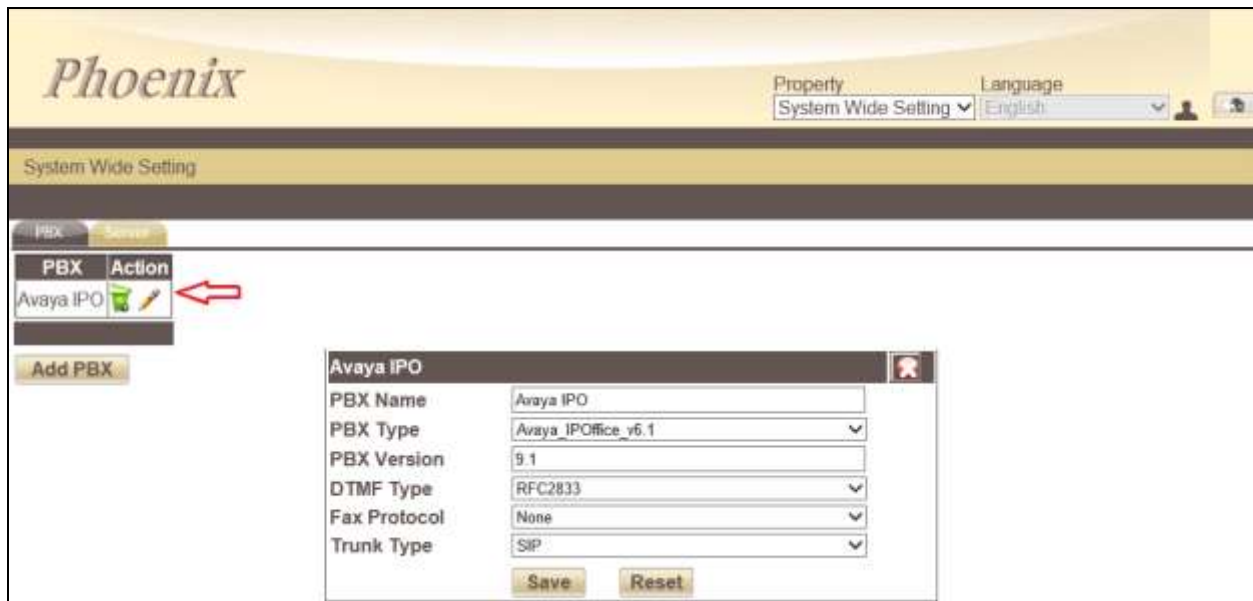 Phoenix
Property Language
System Wide Setting English
System Wide Setting
PBX Server
PBX Action
Avaya IPO
Add PBX
Avaya IPO
PBX Name Avaya IPO
PBX Type Avaya_IPOffice_v6.1
PBX Version 9.1
DTMF Type RFC2833
Fax Protocol None
Trunk Type SIP
Save Reset